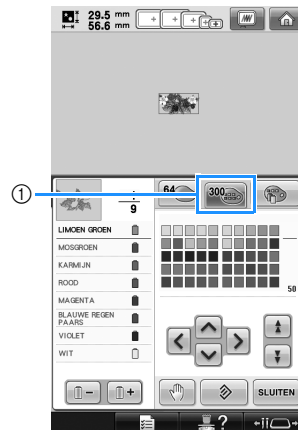 29.5 mm
56.6 mm
1
64
300
9
LIMOEN GROEN
MOSGROEN
KARMIJN
ROOD
MAGENTA
BLAUWE REGEN
PAARS
VIOLET
WIT
50
SLUITEN
?